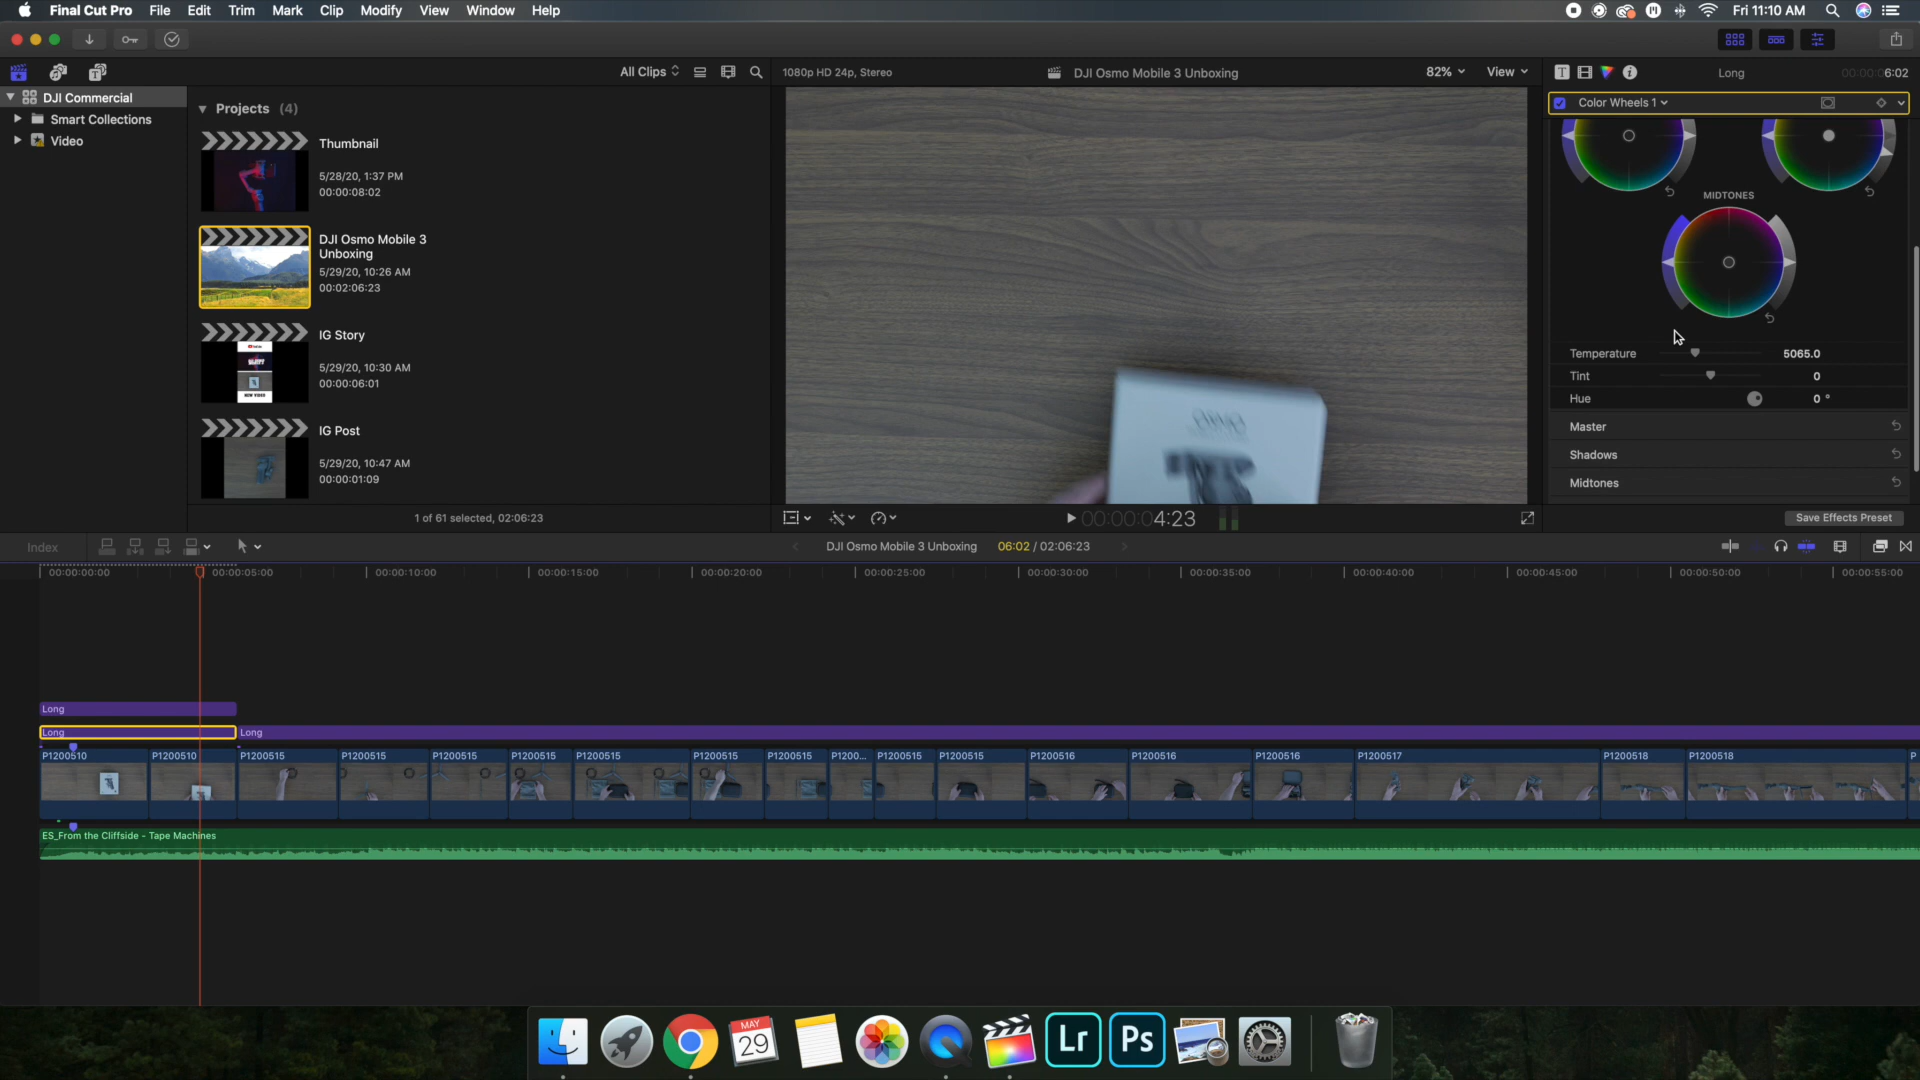 Final Cut Pro File Edit Trim Mark Clip Modify View Window Help Fri 11:10 AM
All Clips 1080p HD 24p, Stereo DJI Osmo Mobile 3 Unboxing 82% View Long 00:00:06:02
DJI Commercial
Smart Collections
Video
Projects (4)
Thumbnail
5/28/20, 1:37 PM
00:00:08:02
DJI Osmo Mobile 3
Unboxing
5/29/20, 10:26 AM
00:02:06:23
IG Story
5/29/20, 10:30 AM
00:00:06:01
NEW VIDEO
IG Post
5/29/20, 10:47 AM
00:00:01:09
1 of 61 selected, 02:06:23
OSMO
00:00:04:23
Color Wheels 1
MIDTONES
Temperature 5065.0
Tint 0
Hue 0 °
Master
Shadows
Midtones
Save Effects Preset
Index DJI Osmo Mobile 3 Unboxing 06:02 / 02:06:23
00:00:00:00 00:00:05:00 00:00:10:00 00:00:15:00 00:00:20:00 00:00:25:00 00:00:30:00 00:00:35:00 00:00:40:00 00:00:45:00 00:00:50:00 00:00:55:00
Long
Long Long
P1200510 P1200510 P1200515 P1200515 P1200515 P1200515 P1200515 P1200515 P1200515 P1200... P1200515 P1200515 P1200516 P1200516 P1200516 P1200517 P1200518 P1200518 P
ES_From the Cliffside - Tape Machines
MAY
29
Lr
Ps